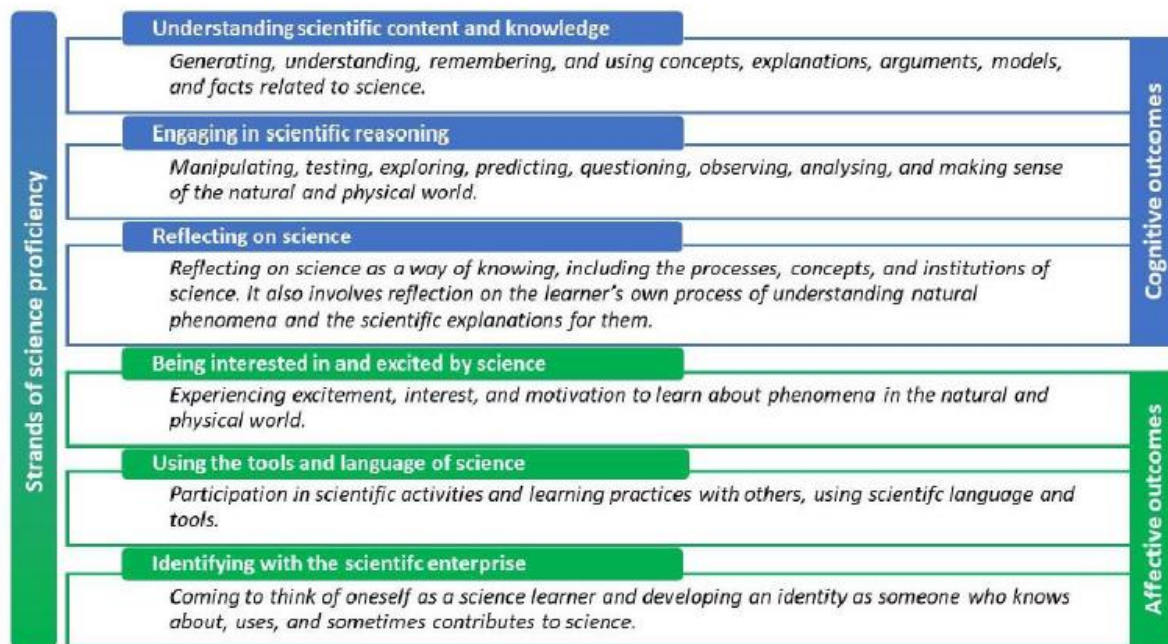 Strands of science proficiency
Understanding scientific content and knowledge
Generating, understanding, remembering, and using concepts, explanations, arguments, models,
and facts related to science.
Engaging in scientific reasoning
Manipulating, testing, exploring, predicting, questioning, observing, analysing, and making sense
of the natural and physical world.
Reflecting on science
Reflecting on science as a way of knowing, including the processes, concepts, and institutions of
science. It also involves reflection on the learner's own process of understanding natural
phenomena and the scientific explanations for them.
Cognitive outcomes
Being interested in and excited by science
Experiencing excitement, interest, and motivation to learn about phenomena in the natural and
physical world.
Using the tools and language of science
Participation in scientific activities and learning practices with others, using scientifc language and
tools.
Identifying with the scientifc enterprise
Coming to think of oneself as a science learner and developing an identity as someone who knows
about, uses, and sometimes contributes to science.
Affective outcomes